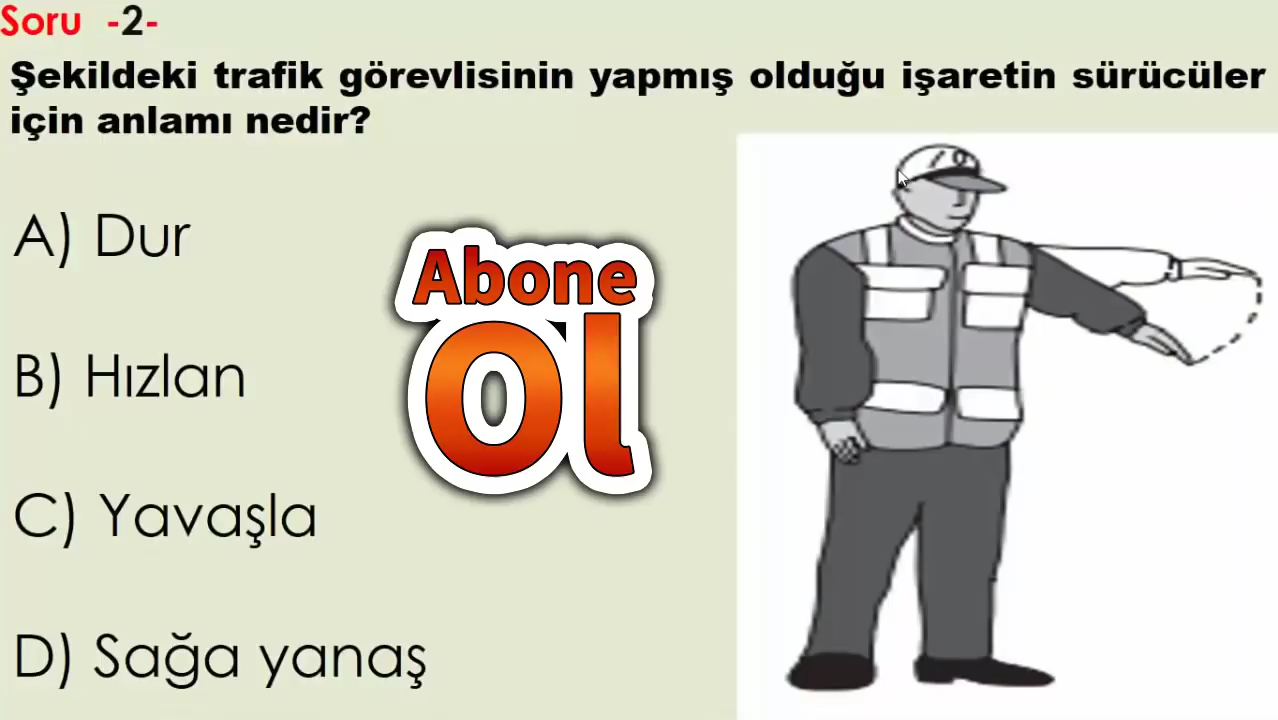 Soru -2-
Şekildeki trafik görevlisinin yapmış olduğu işaretin sürücüler
için anlamı nedir?
A) Dur
B) Hızlan
C) Yavaşla
D) Sağa yanaş
Abone
Ol